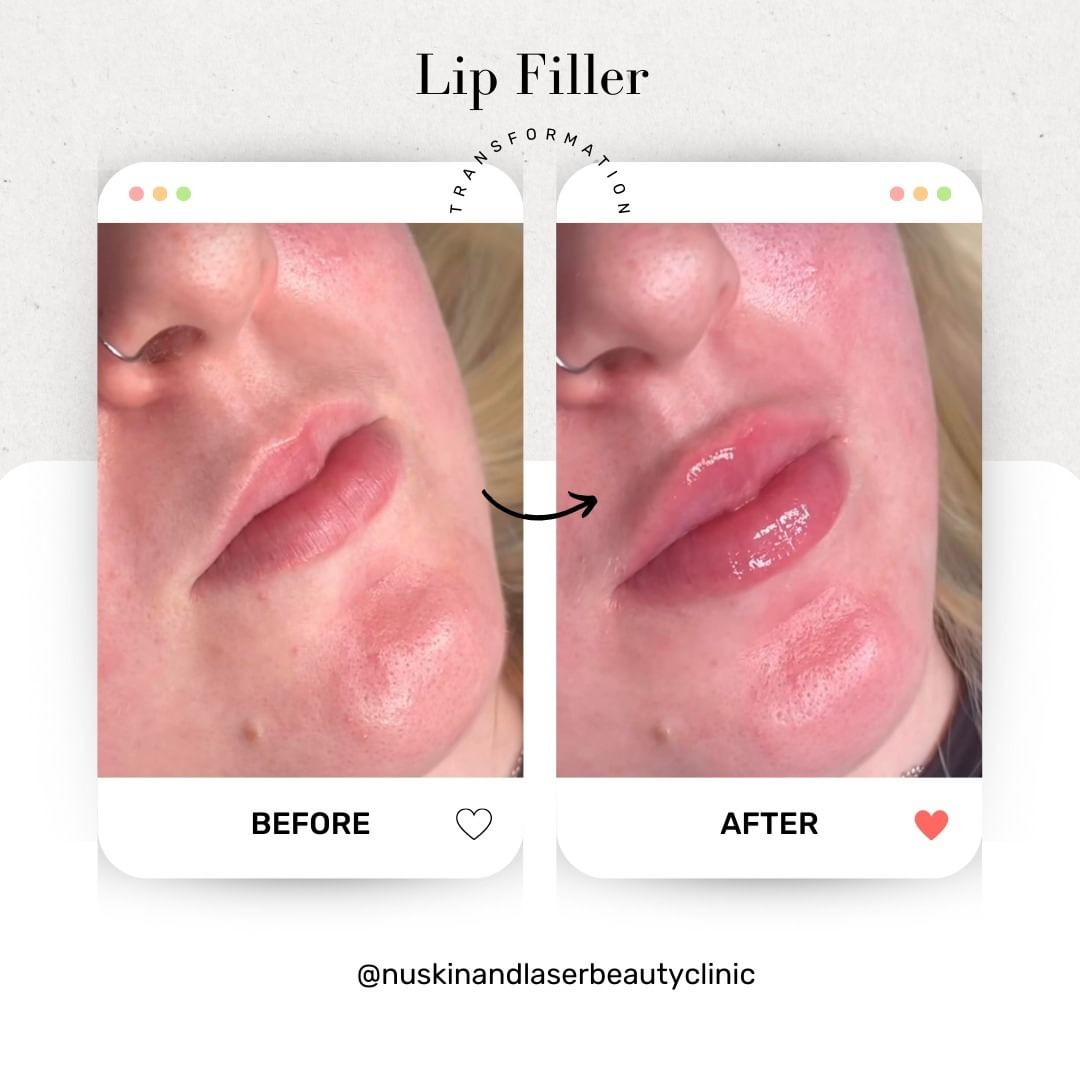 Lip Filler
TRANSFORMATION
BEFORE
AFTER
@nuskinandlaserbeautyclinic